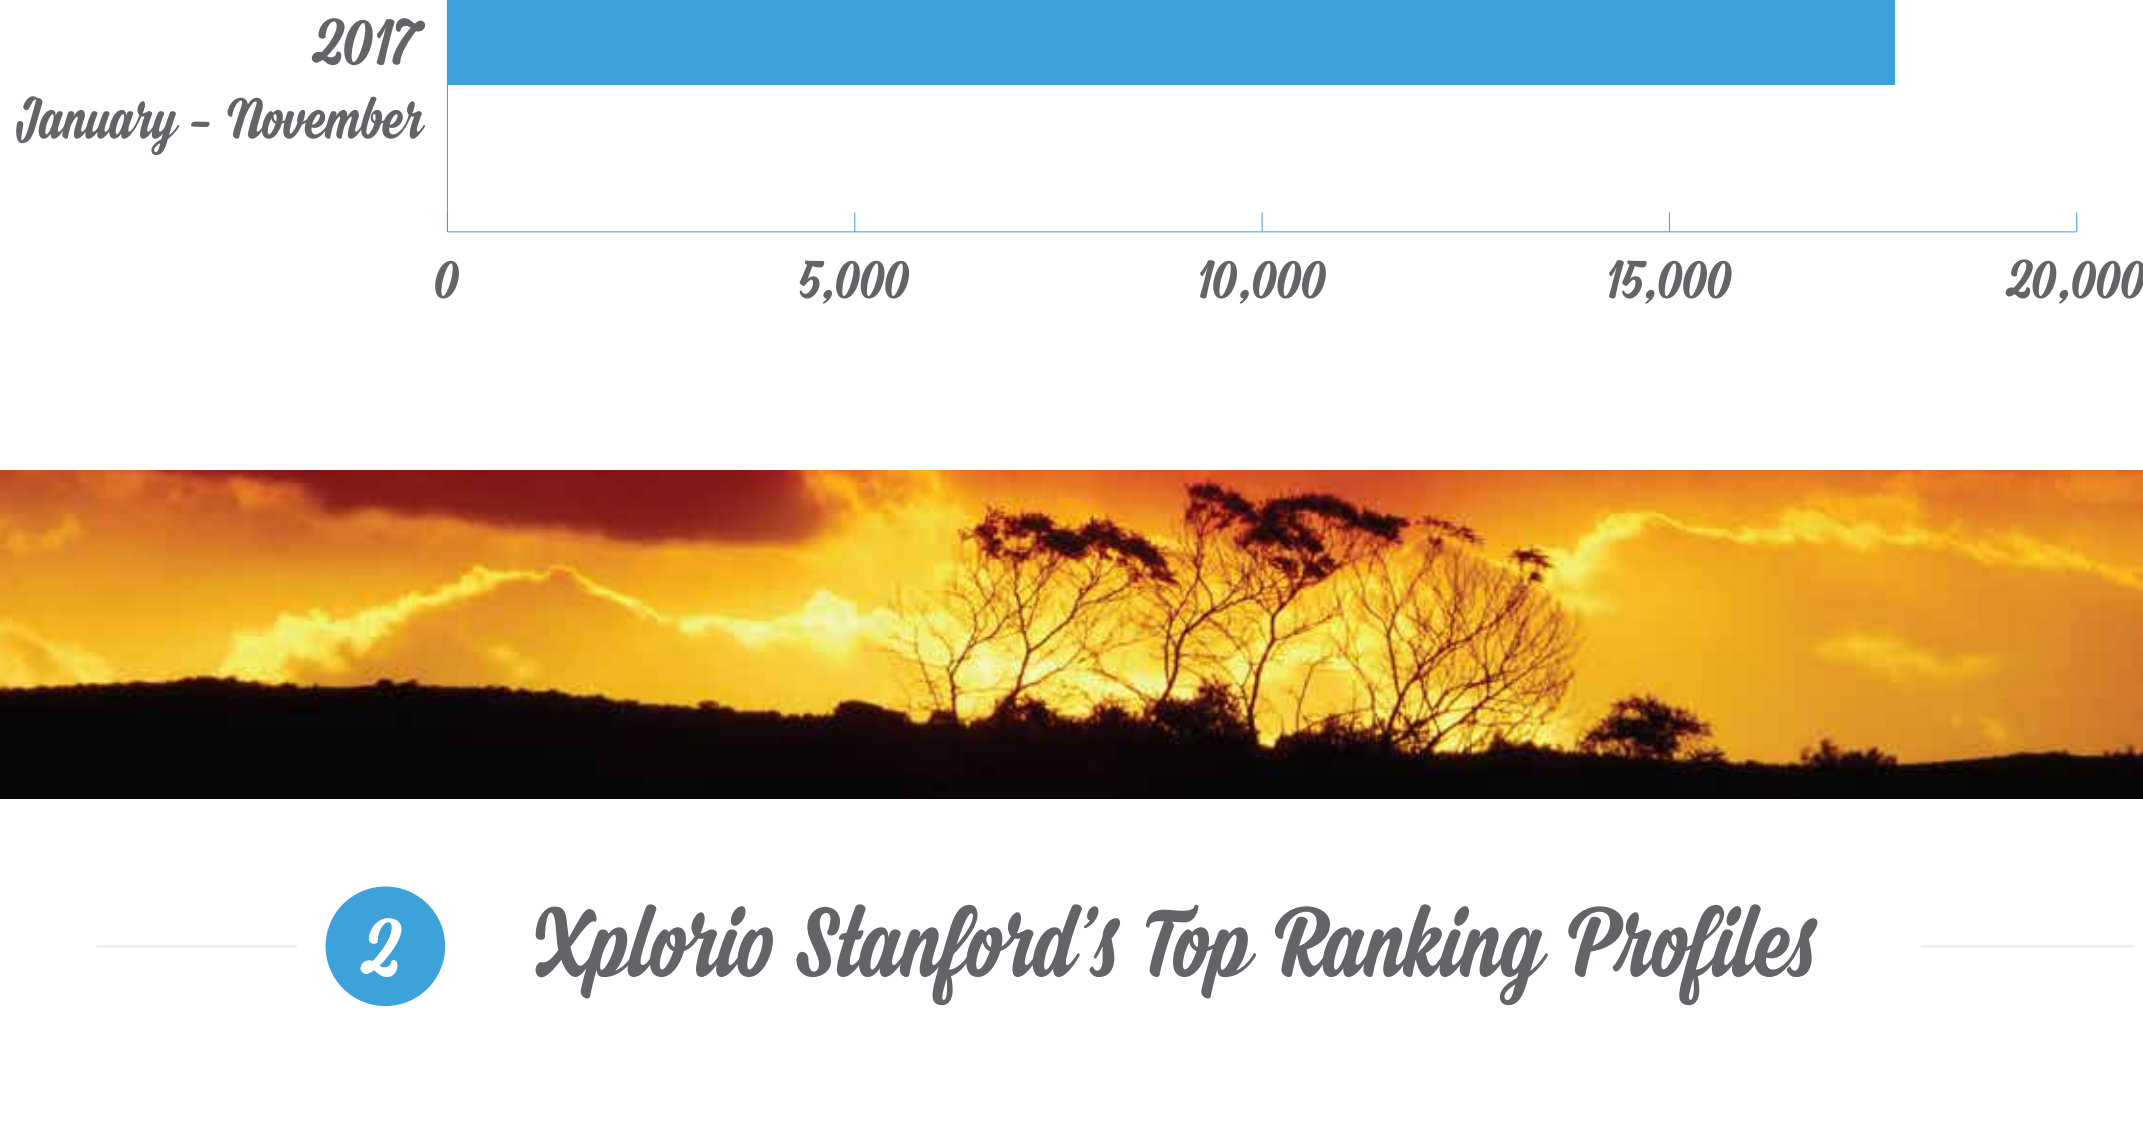 2017
January - November
0 5,000 10,000 15,000 20,000
2 Xplorio Stanford's Top Ranking Profiles